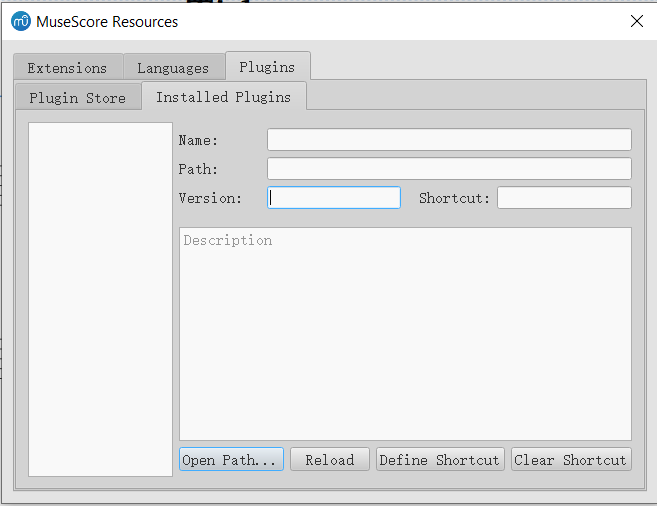 MuseScore Resources
Extensions Languages Plugins
Plugin Store Installed Plugins
Name:
Path:
Version: Shortcut:
Description
Open Path... Reload Define Shortcut Clear Shortcut